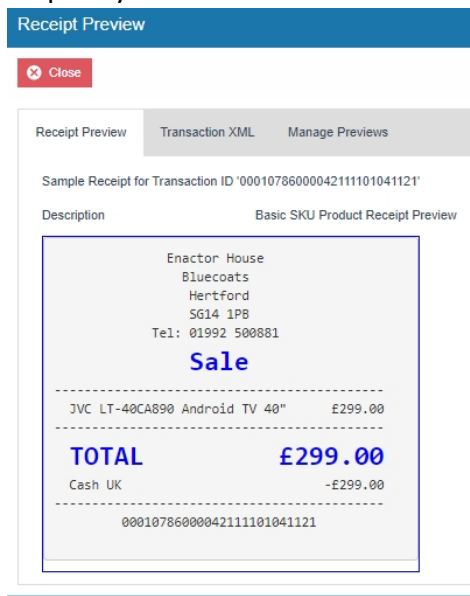 Receipt Preview
Close
Receipt Preview Transaction XML Manage Previews
Sample Receipt for Transaction ID '00010786000042111101041121'
Description Basic SKU Product Receipt Preview
Enactor House
Bluecoats
Hertford
SG14 1PB
Tel: 01992 500881
Sale
----------------------------------------
JVC LT-40CA890 Android TV 40" £299.00
----------------------------------------
TOTAL £299.00
Cash UK -£299.00
----------------------------------------
00010786000042111101041121